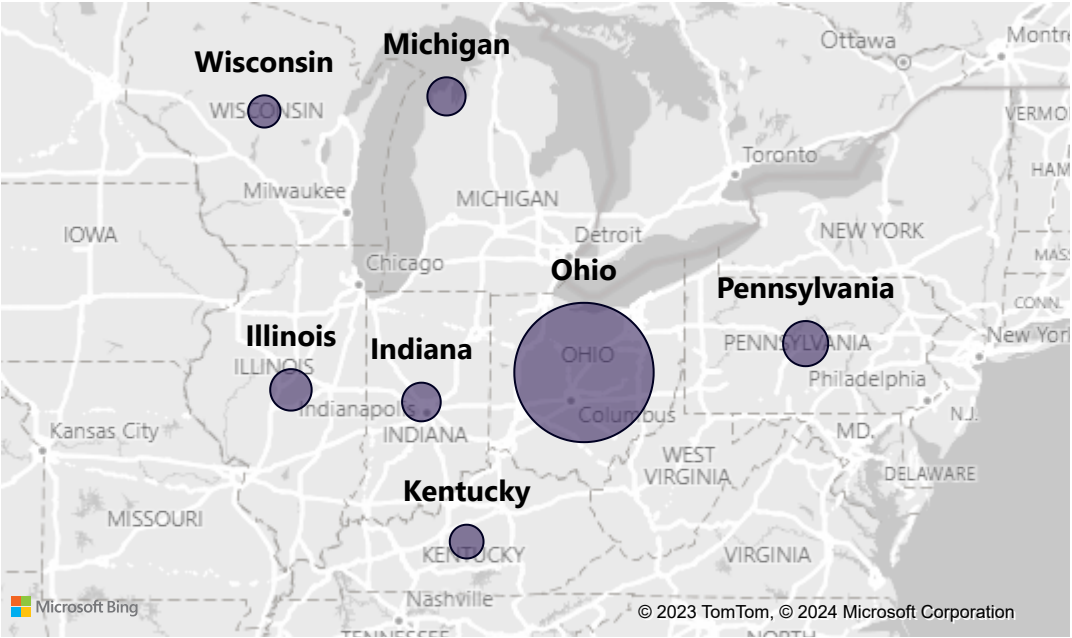 Michigan
Wisconsin
Ottawa
Montre
WISCONSIN
VERMO
Toronto
HAM
Milwaukee
MICHIGAN
IOWA
NEW YORK
Detroit
MASS
Chicago
Ohio
Pennsylvania
CONN.
Illinois
New York
Indiana
PENNSYLVANIA
OHIO
ILLINOIS
Philadelphia
Indianapolis
Columbus
N.J.
Kansas City
INDIANA
MD.
WEST
VIRGINIA
DELAWARE
Kentucky
MISSOURI
KENTUCKY
VIRGINIA
Nashville
Microsoft Bing
© 2023 TomTom, © 2024 Microsoft Corporation
TENNESSEE
NORTH